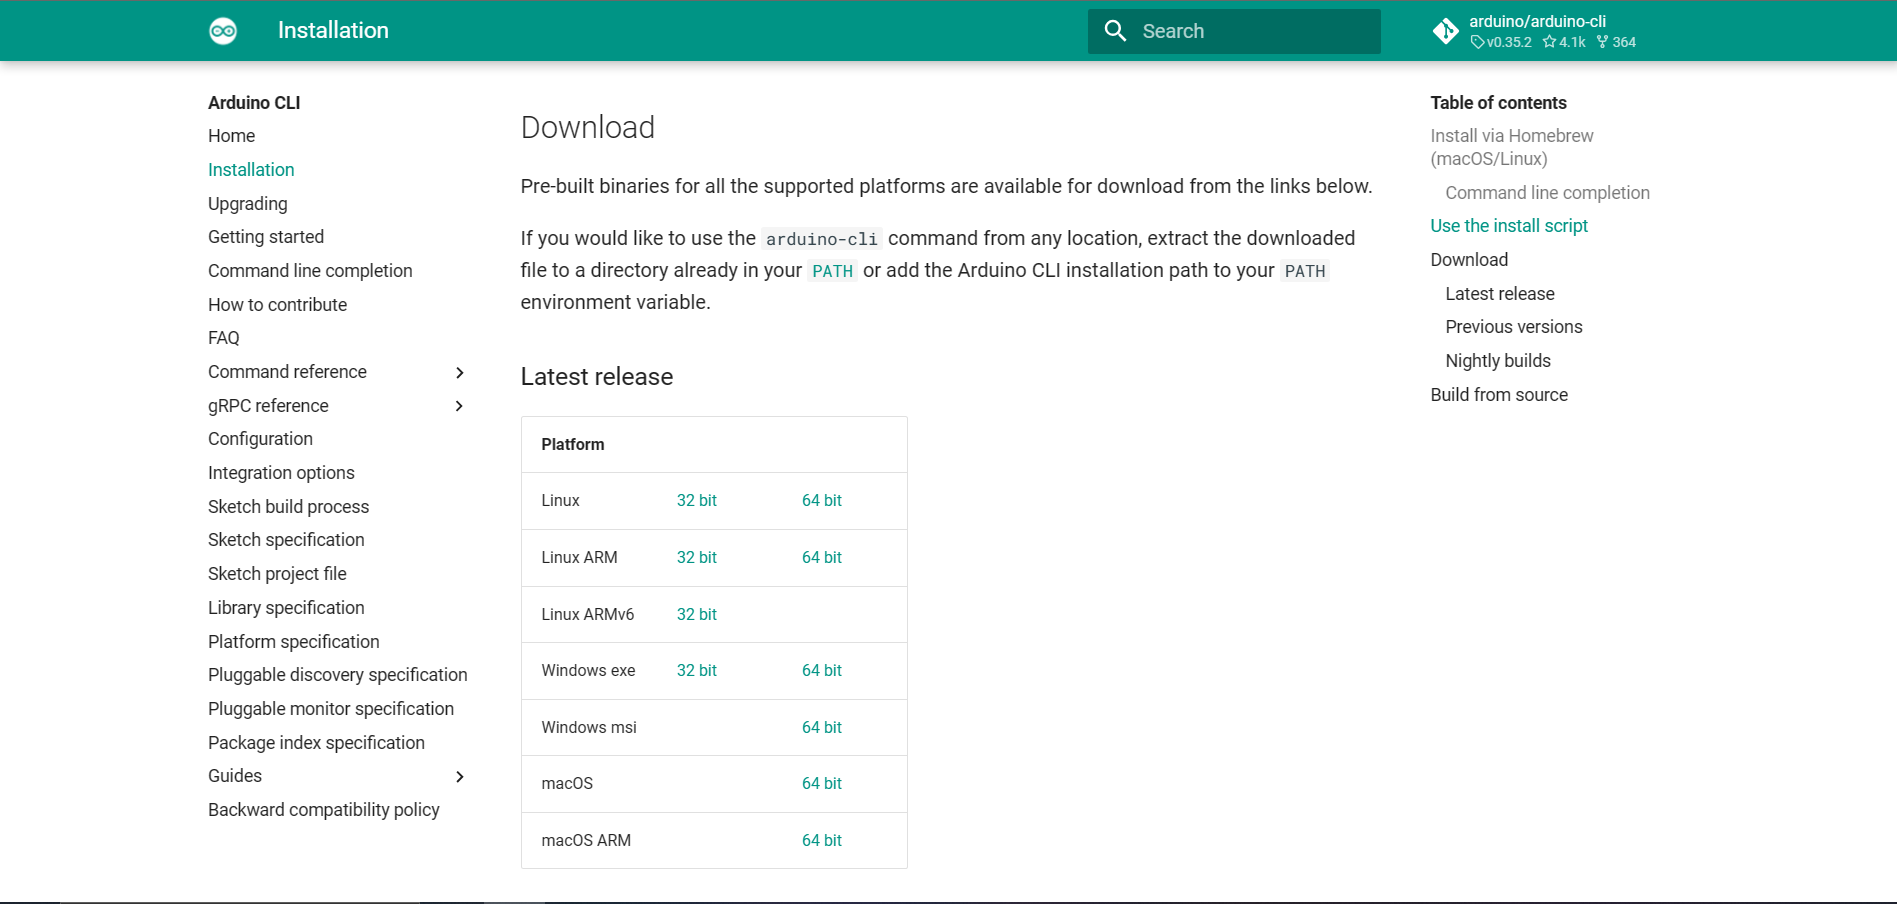 Installation
Search
arduino/arduino-cli
v0.35.2 4.1k 364
Arduino CLI
Home
Installation
Upgrading
Getting started
Command line completion
How to contribute
FAQ
Command reference
gRPC reference
Configuration
Integration options
Sketch build process
Sketch specification
Sketch project file
Library specification
Platform specification
Pluggable discovery specification
Pluggable monitor specification
Package index specification
Guides
Backward compatibility policy
Download
Pre-built binaries for all the supported platforms are available for download from the links below.
If you would like to use the arduino-cli command from any location, extract the downloaded
file to a directory already in your PATH or add the Arduino CLI installation path to your PATH
environment variable.
Latest release
Platform
Linux 32 bit 64 bit
Linux ARM 32 bit 64 bit
Linux ARMv6 32 bit
Windows exe 32 bit 64 bit
Windows msi 64 bit
macOS 64 bit
macOS ARM 64 bit
Table of contents
Install via Homebrew
(macOS/Linux)
Command line completion
Use the install script
Download
Latest release
Previous versions
Nightly builds
Build from source